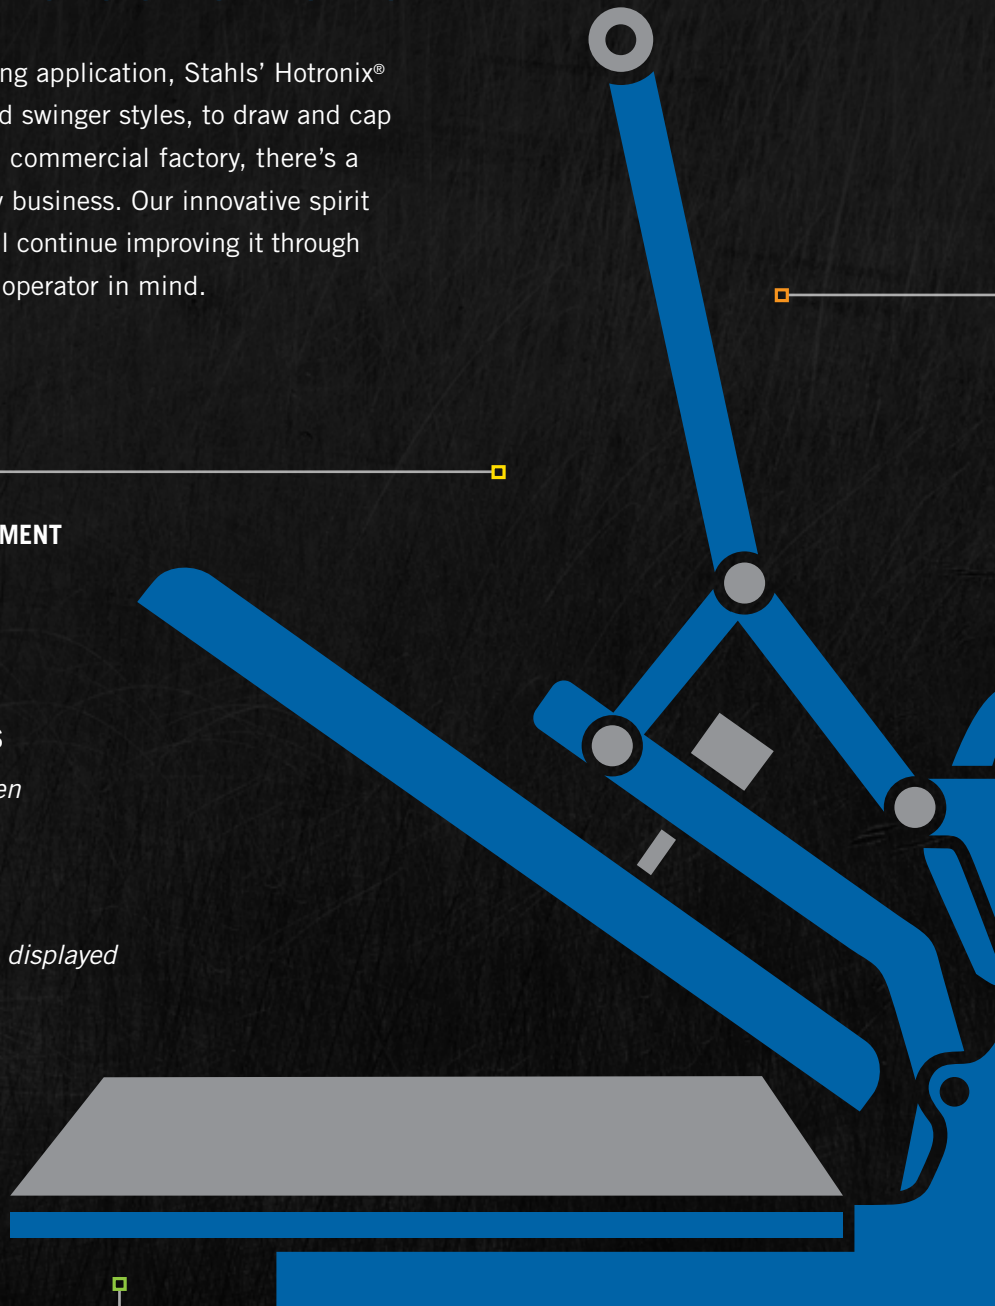 ng application, Stahls’ Hotronix®
d swinger styles, to draw and cap
commercial factory, there’s a
business. Our innovative spirit
l continue improving it through
operator in mind.
MENT
S
en
displayed